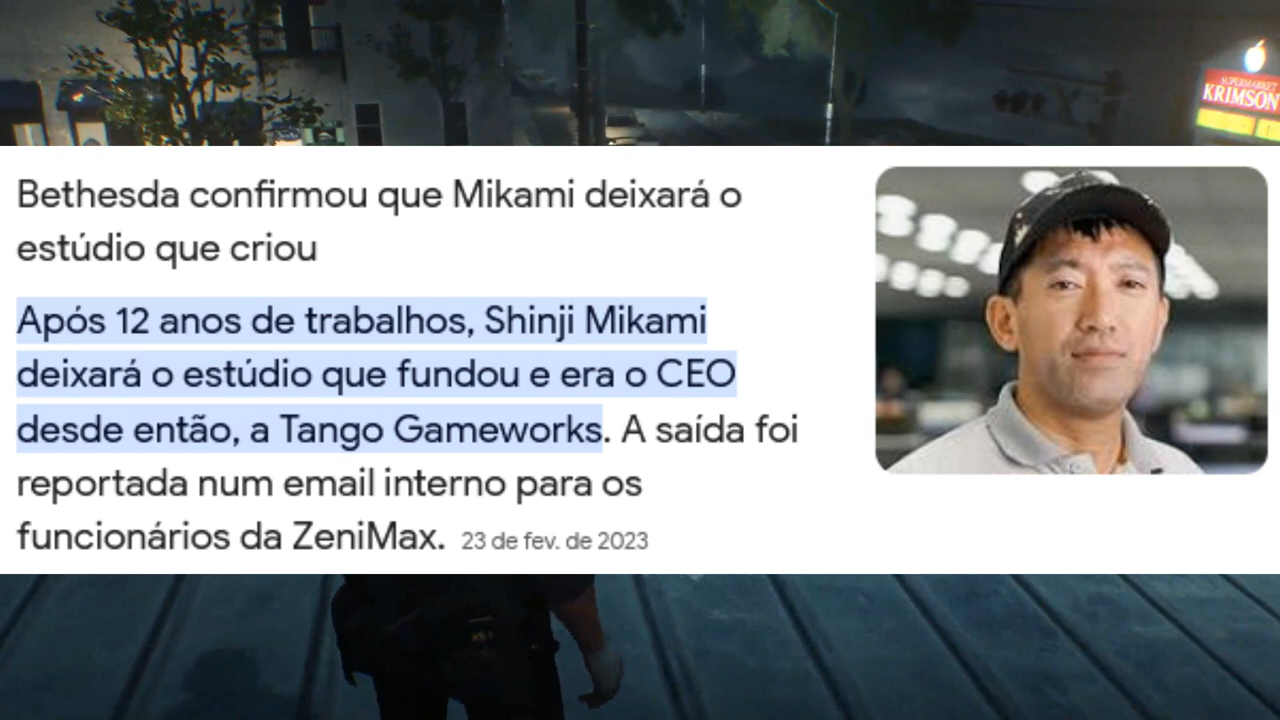 SUPERMARKET
KRIMSON
Bethesda confirmou que Mikami deixará o
estúdio que criou
Após 12 anos de trabalhos, Shinji Mikami
deixará o estúdio que fundou e era o CEO
desde então, a Tango Gameworks. A saída foi
reportada num email interno para os
funcionários da ZeniMax. 23 de fev. de 2023